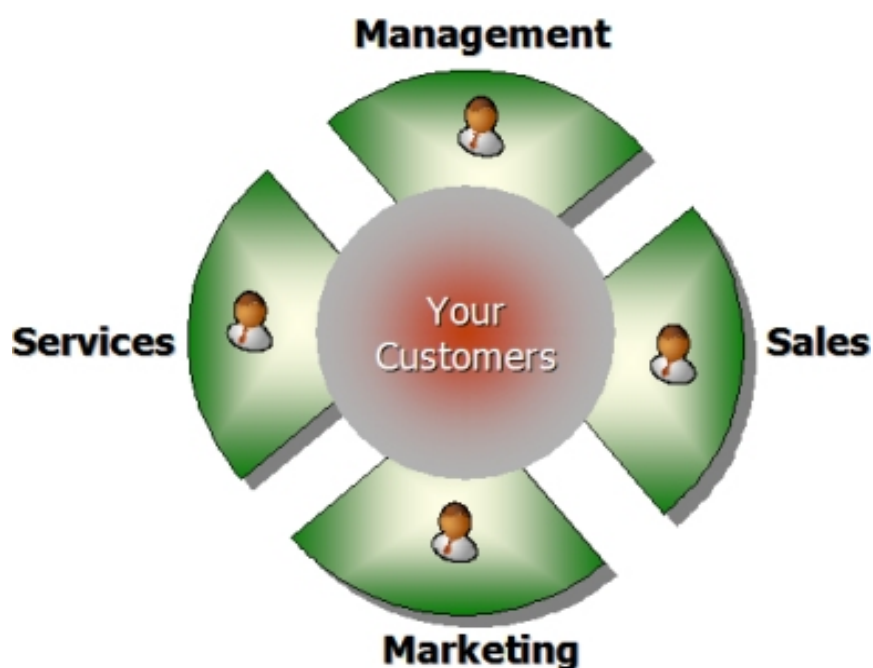 Management
Services
Your
Customers
Sales
Marketing